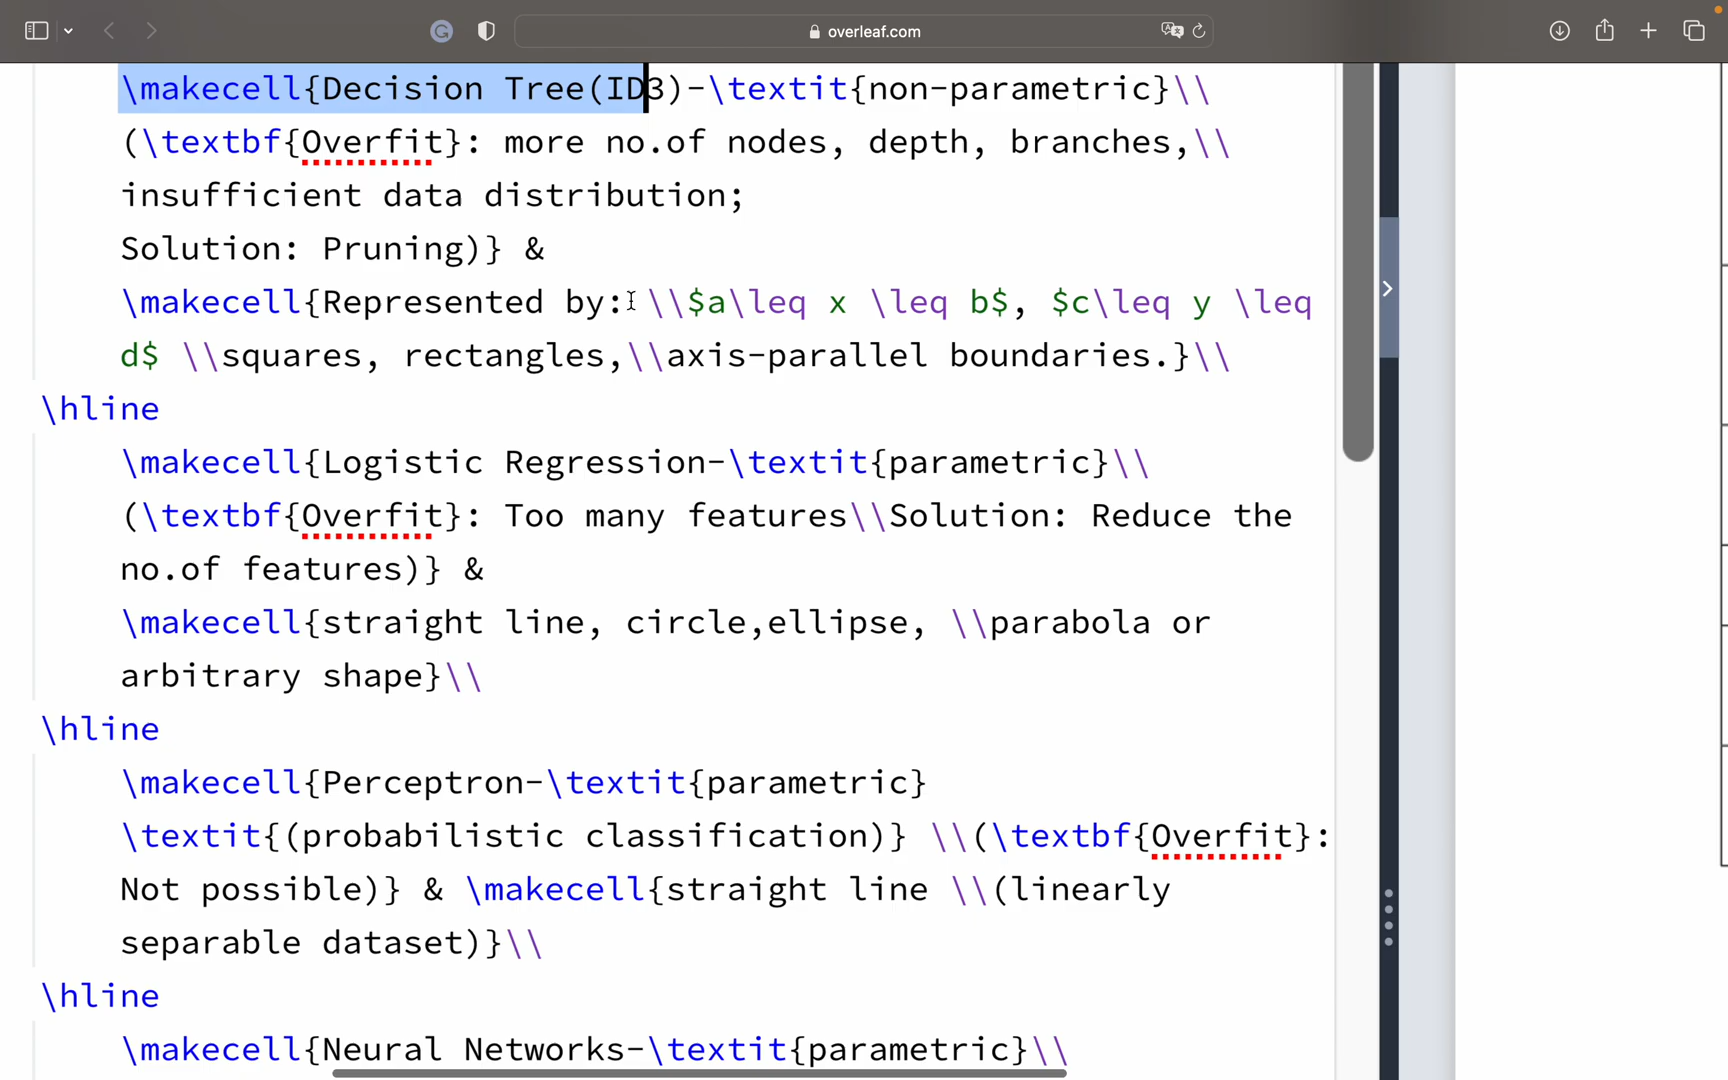 overleaf.com
\makecell{Decision Tree(ID3)-\textit{non-parametric}\\
(\textbf{Overfit}: more no.of nodes, depth, branches,\\
insufficient data distribution;
Solution: Pruning)} &
\makecell{Represented by: \\$a\leq x \leq b$, $c\leq y \leq
d$ \\squares, rectangles,\\axis-parallel boundaries.}\\
\hline
\makecell{Logistic Regression-\textit{parametric}\\
(\textbf{Overfit}: Too many features\\Solution: Reduce the
no.of features)} &
\makecell{straight line, circle,ellipse, \\parabola or
arbitrary shape}\\
\hline
\makecell{Perceptron-\textit{parametric}
\textit{(probabilistic classification)} \\(\textbf{Overfit}:
Not possible)} & \makecell{straight line \\(linearly
separable dataset)}\\
\hline
\makecell{Neural Networks-\textit{parametric}\\